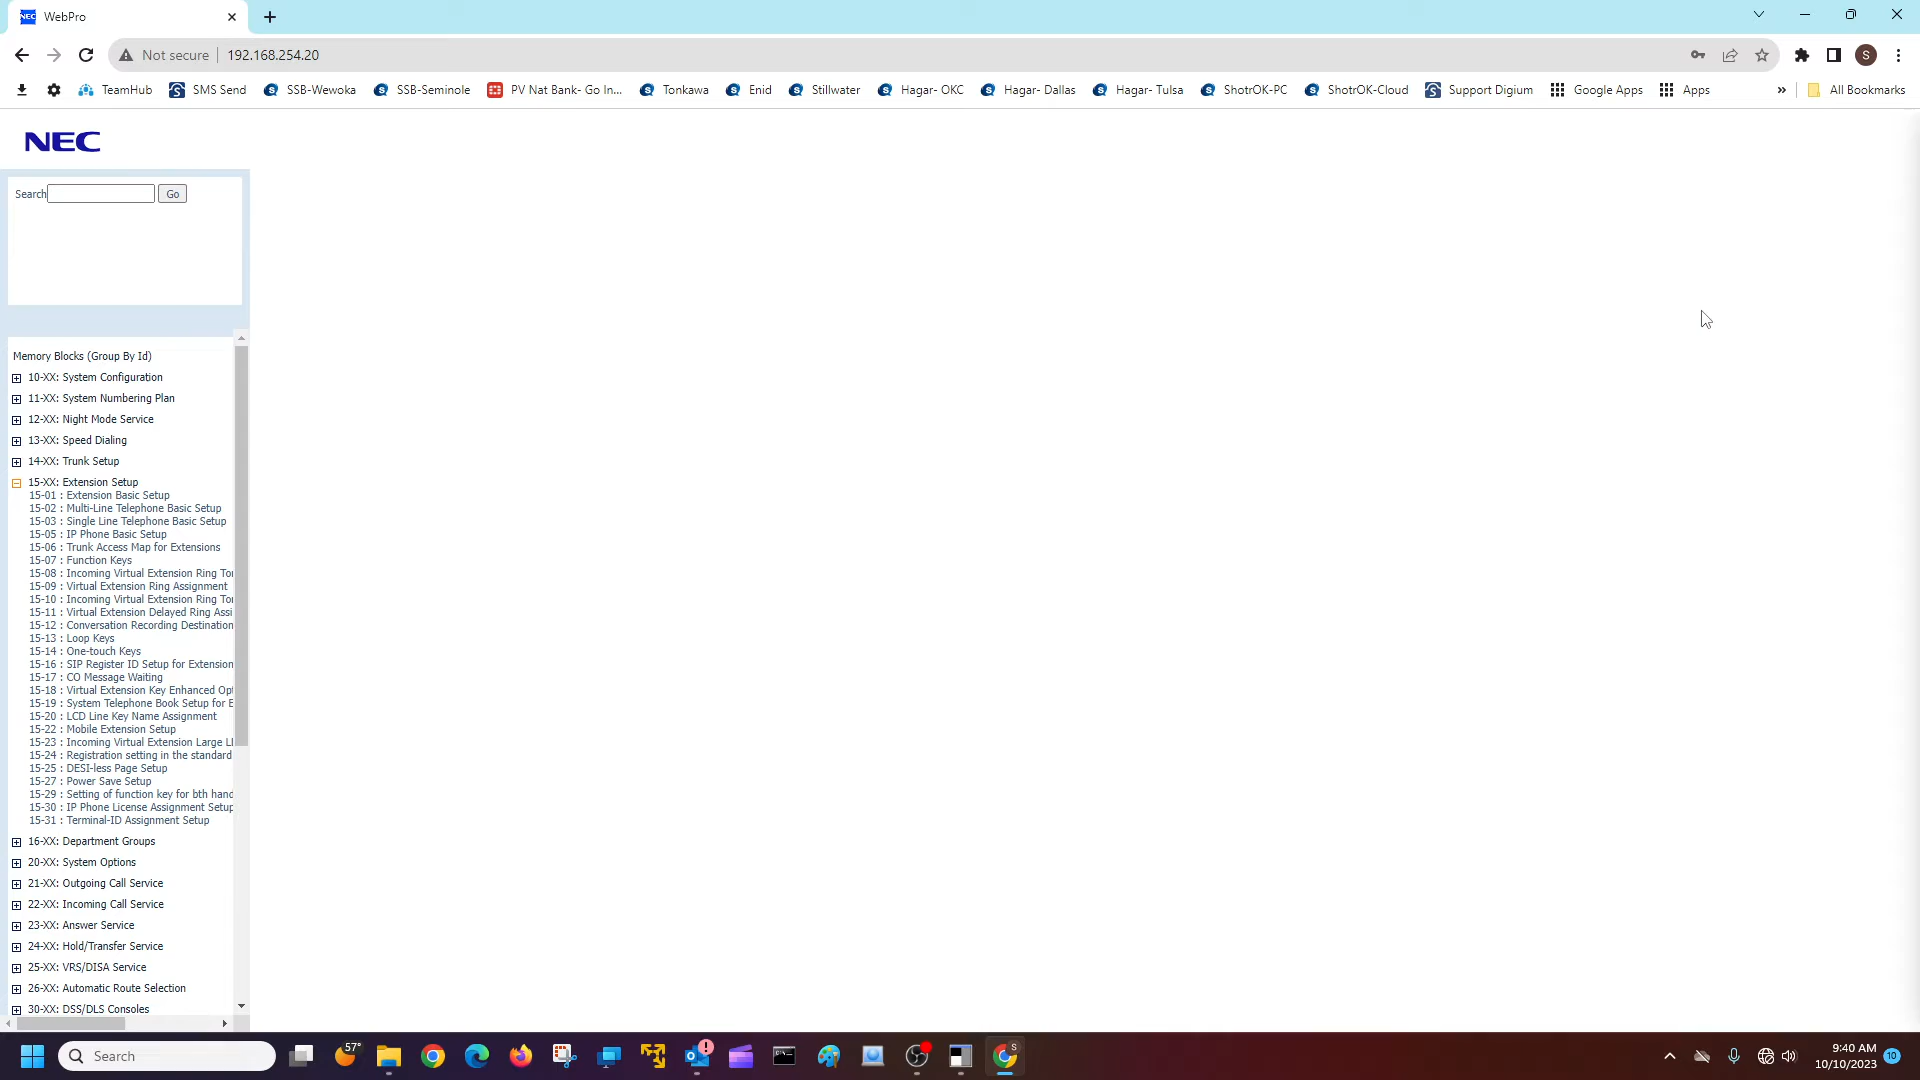 NEC WebPro
Not secure 192.168.254.20 S
TeamHub SMS Send SSB-Wewoka SSB-Seminole PV Nat Bank- Go In... Tonkawa Enid Stillwater Hagar- OKC Hagar- Dallas Hagar- Tulsa ShotrOK-PC ShotrOK-Cloud Support Digium Google Apps Apps » All Bookmarks
NEC
Search Go
Memory Blocks (Group By Id)
10-XX: System Configuration
11-XX: System Numbering Plan
12-XX: Night Mode Service
13-XX: Speed Dialing
14-XX: Trunk Setup
15-XX: Extension Setup
15-01 : Extension Basic Setup
15-02 : Multi-Line Telephone Basic Setup
15-03 : Single Line Telephone Basic Setup
15-05 : IP Phone Basic Setup
15-06 : Trunk Access Map for Extensions
15-07 : Function Keys
15-08 : Incoming Virtual Extension Ring To
15-09 : Virtual Extension Ring Assignment
15-10 : Incoming Virtual Extension Ring To
15-11 : Virtual Extension Delayed Ring Assi
15-12 : Conversation Recording Destination
15-13 : Loop Keys
15-14 : One-touch Keys
15-16 : SIP Register ID Setup for Extension
15-17 : CO Message Waiting
15-18 : Virtual Extension Key Enhanced Opt
15-19 : System Telephone Book Setup for E
15-20 : LCD Line Key Name Assignment
15-22 : Mobile Extension Setup
15-23 : Incoming Virtual Extension Large L
15-24 : Registration setting in the standard
15-25 : DESI-less Page Setup
15-27 : Power Save Setup
15-29 : Setting of function key for bth hand
15-30 : IP Phone License Assignment Setup
15-31 : Terminal-ID Assignment Setup
16-XX: Department Groups
20-XX: System Options
21-XX: Outgoing Call Service
22-XX: Incoming Call Service
23-XX: Answer Service
24-XX: Hold/Transfer Service
25-XX: VRS/DISA Service
26-XX: Automatic Route Selection
30-XX: DSS/DLS Consoles
Search 57° S 9:40 AM
10/10/2023 10